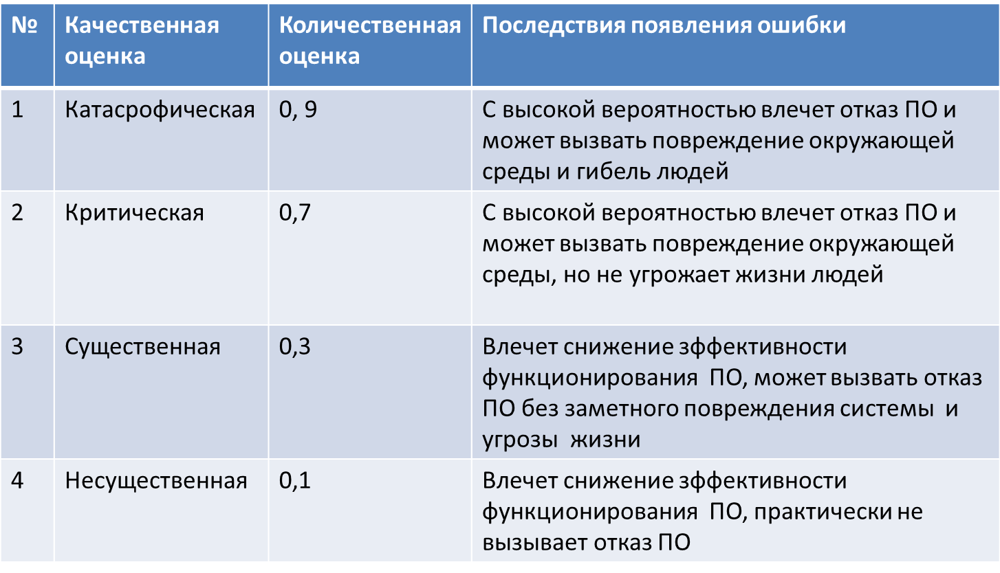 №
Качественная
оценка
Количественная
оценка
Последствия появления ошибки
1
Катасрофическая
0, 9
С высокой вероятностью влечет отказ ПО и
может вызвать повреждение окружающей
среды и гибель людей
2
Критическая
0,7
С высокой вероятностью влечет отказ ПО и
может вызвать повреждение окружающей
среды, но не угрожает жизни людей
3
Существенная
0,3
Влечет снижение зффективности
функционирования  ПО, может вызвать отказ
ПО без заметного повреждения системы  и
угрозы  жизни
4
Несущественная
0,1
Влечет снижение зффективности
функционирования  ПО, практически не
вызывает отказ ПО